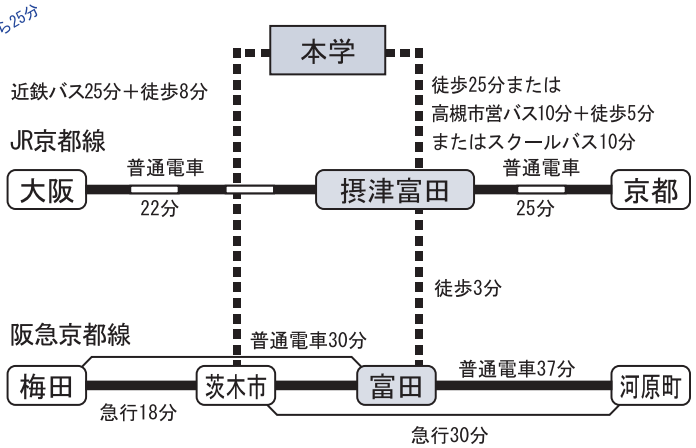 ら25分
本学
近鉄バス25分＋徒歩8分
徒歩25分または
高槻市営バス10分＋徒歩5分
またはスクールバス10分
JR京都線
普通電車
普通電車
大阪
摂津富田
京都
22分
25分
徒歩3分
阪急京都線
普通電車30分
普通電車37分
梅田
茨木市
富田
河原町
急行18分
急行30分